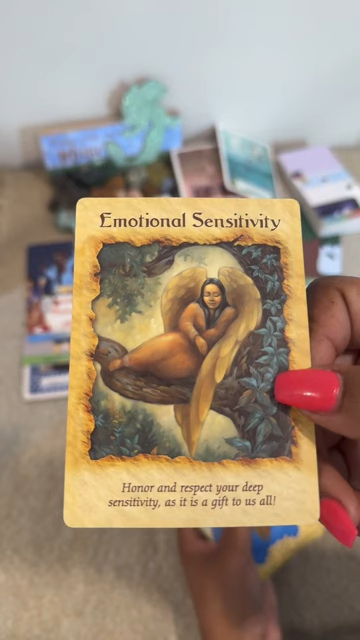 Emotional Sensitivity
Honor and respect your deep
sensitivity, as it is a gift to us all!